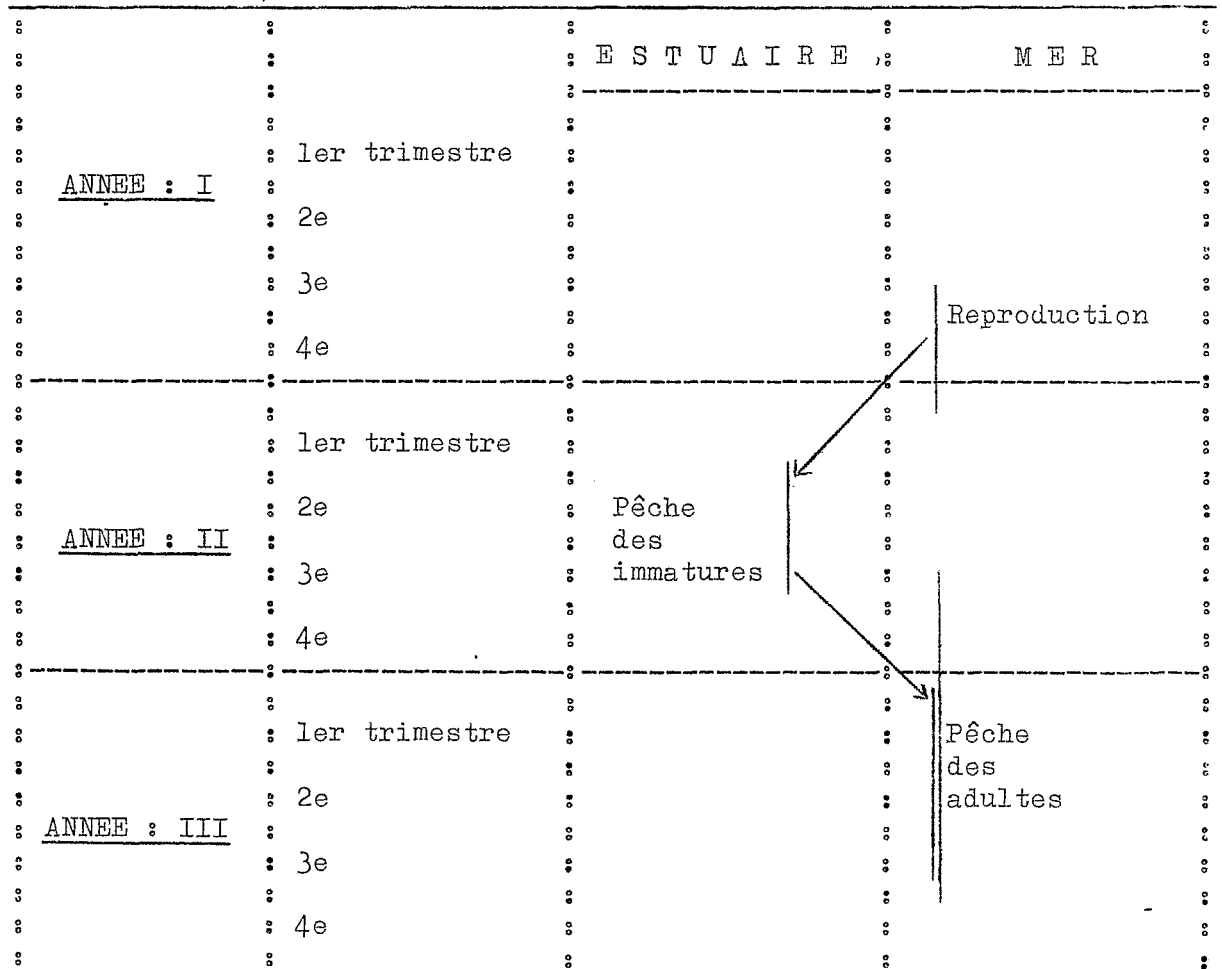 ESTUAIRE MER
1er trimestre
ANNEE : I
2e
3e
Reproduction
4e
1er trimestre
2e Pêche
ANNEE : II des
3e immatures
4e
1er trimestre Pêche
des
2e adultes
ANNEE : III
3e
4e